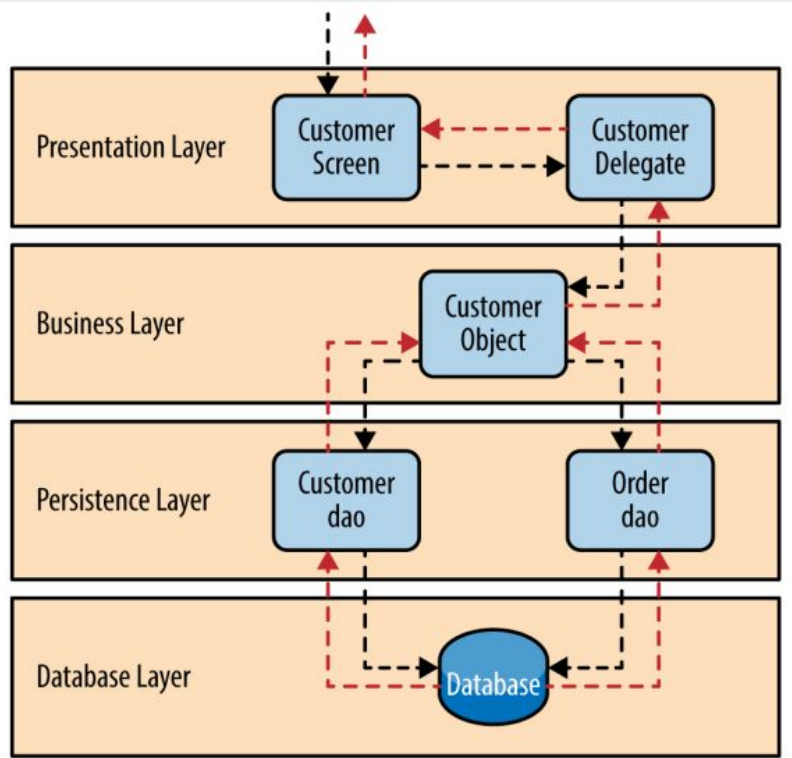 Presentation Layer
Customer
Screen
Customer
Delegate
Business Layer
Customer
Object
Persistence Layer
Customer
dao
Order
dao
Database Layer
Database